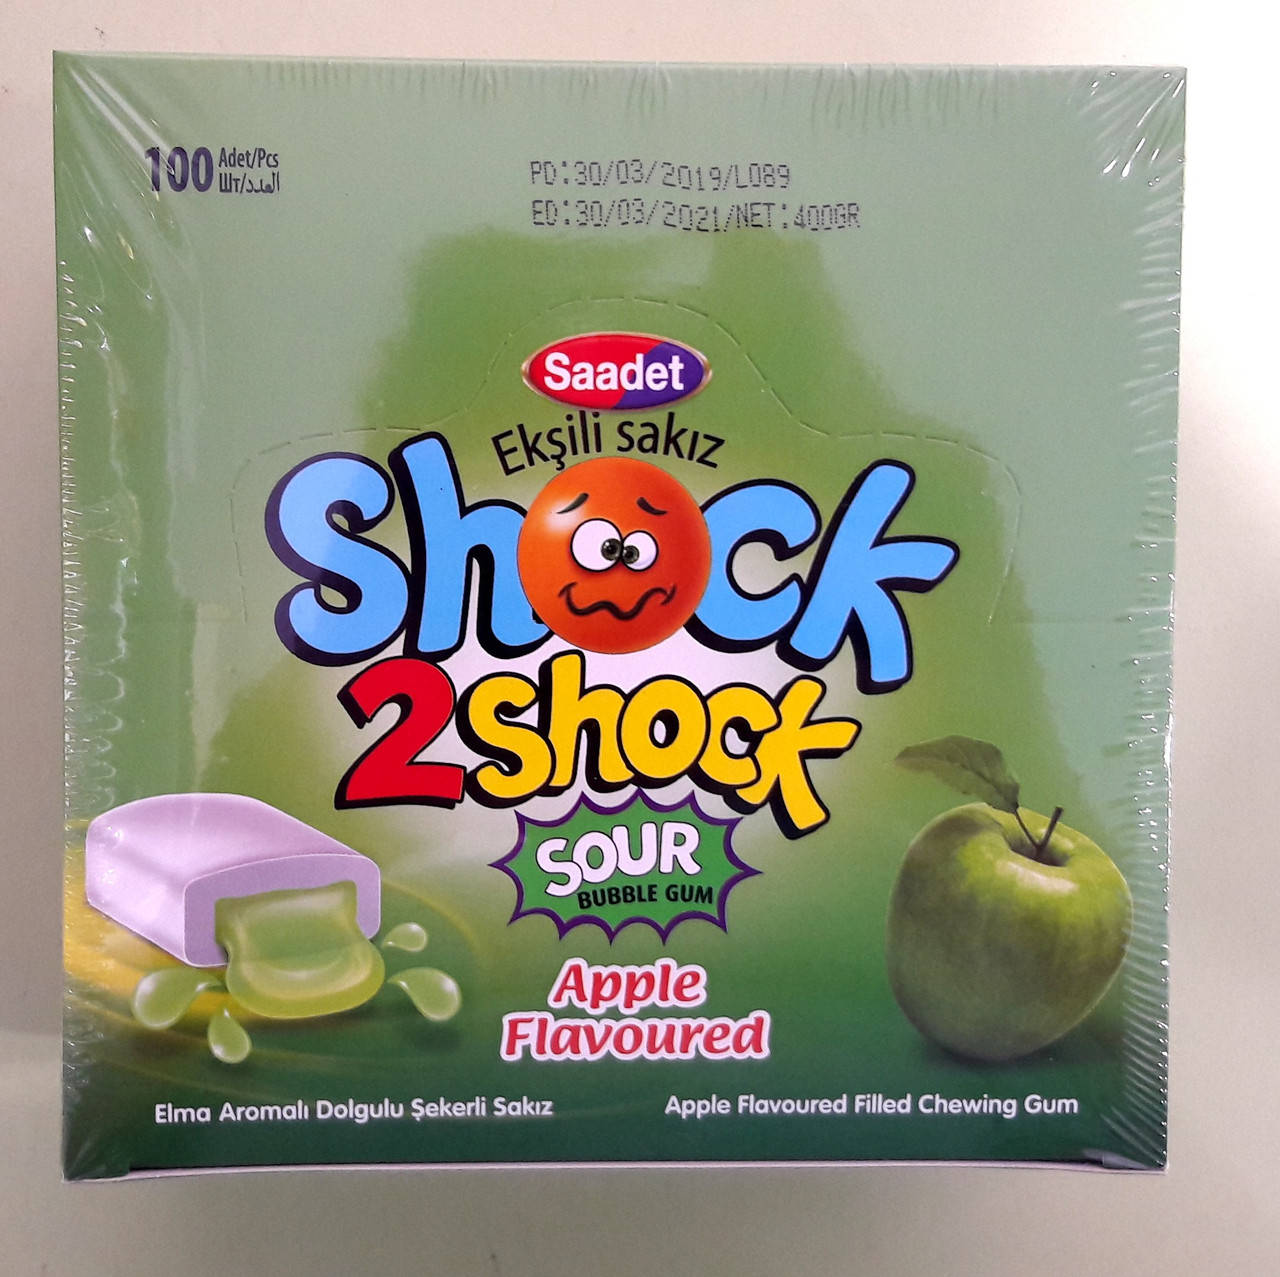 100 Adet/Pcs
Шт/العدد
PD:30/03/2019/L089
ED:30/03/2021/NET:400GR
Saadet
Ekşili sakız
Shock
2shock
SOUR
BUBBLE GUM
Apple
Flavoured
Elma Aromalı Dolgulu Şekerli Sakız
Apple Flavoured Filled Chewing Gum